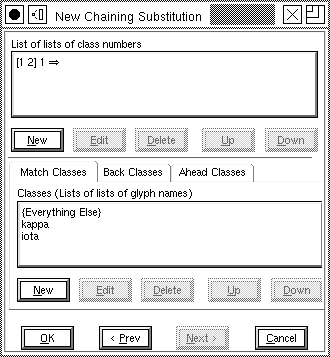 New Chaining Substitution
List of lists of class numbers
[1 2] 1 ⇒
New Edit Delete Up Down
Match Classes Back Classes Ahead Classes
Classes (Lists of lists of glyph names)
{Everything Else}
kappa
iota
New Edit Delete Up Down
OK < Prev Next > Cancel